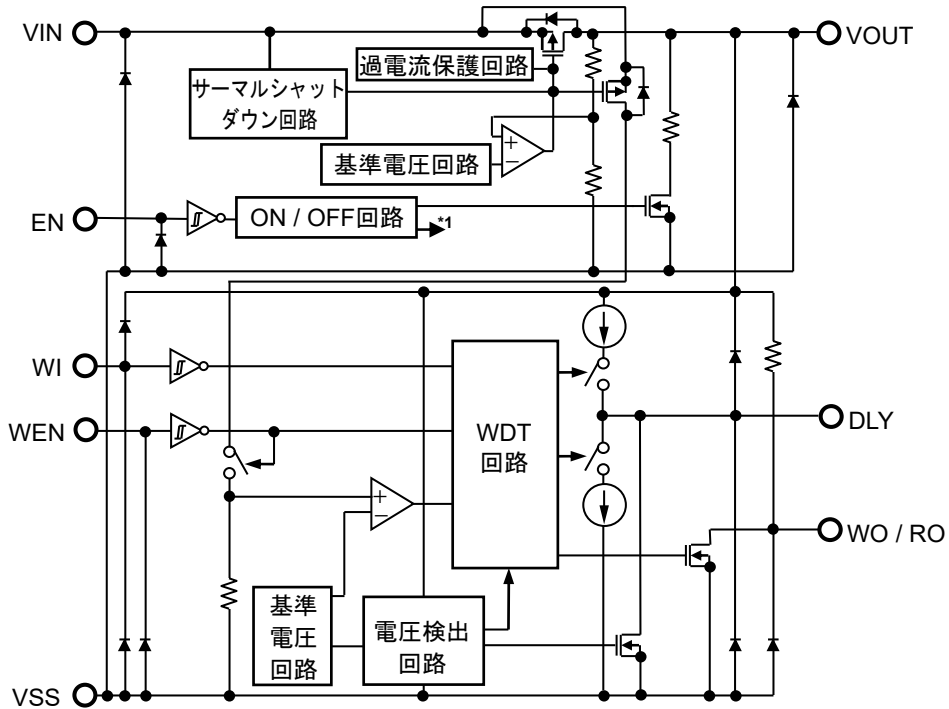 VIN
VOUT
過電流保護回路
サーマルシャット
ダウン回路
基準電圧回路
+
−
EN
ON / OFF回路
*1
WI
WEN
WDT
回路
DLY
+
−
WO / RO
基準
電圧
回路
電圧検出
回路
VSS